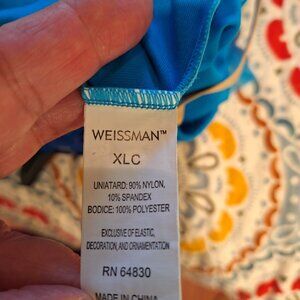 WEISSMAN™
XLC
UNIATARD: 90% NYLON,
10% SPANDEX
BODICE: 100% POLYESTER
EXCLUSIVE OF ELASTIC,
DECORATION, AND ORNAMENTATION
RN 64830
MADE IN CHINA